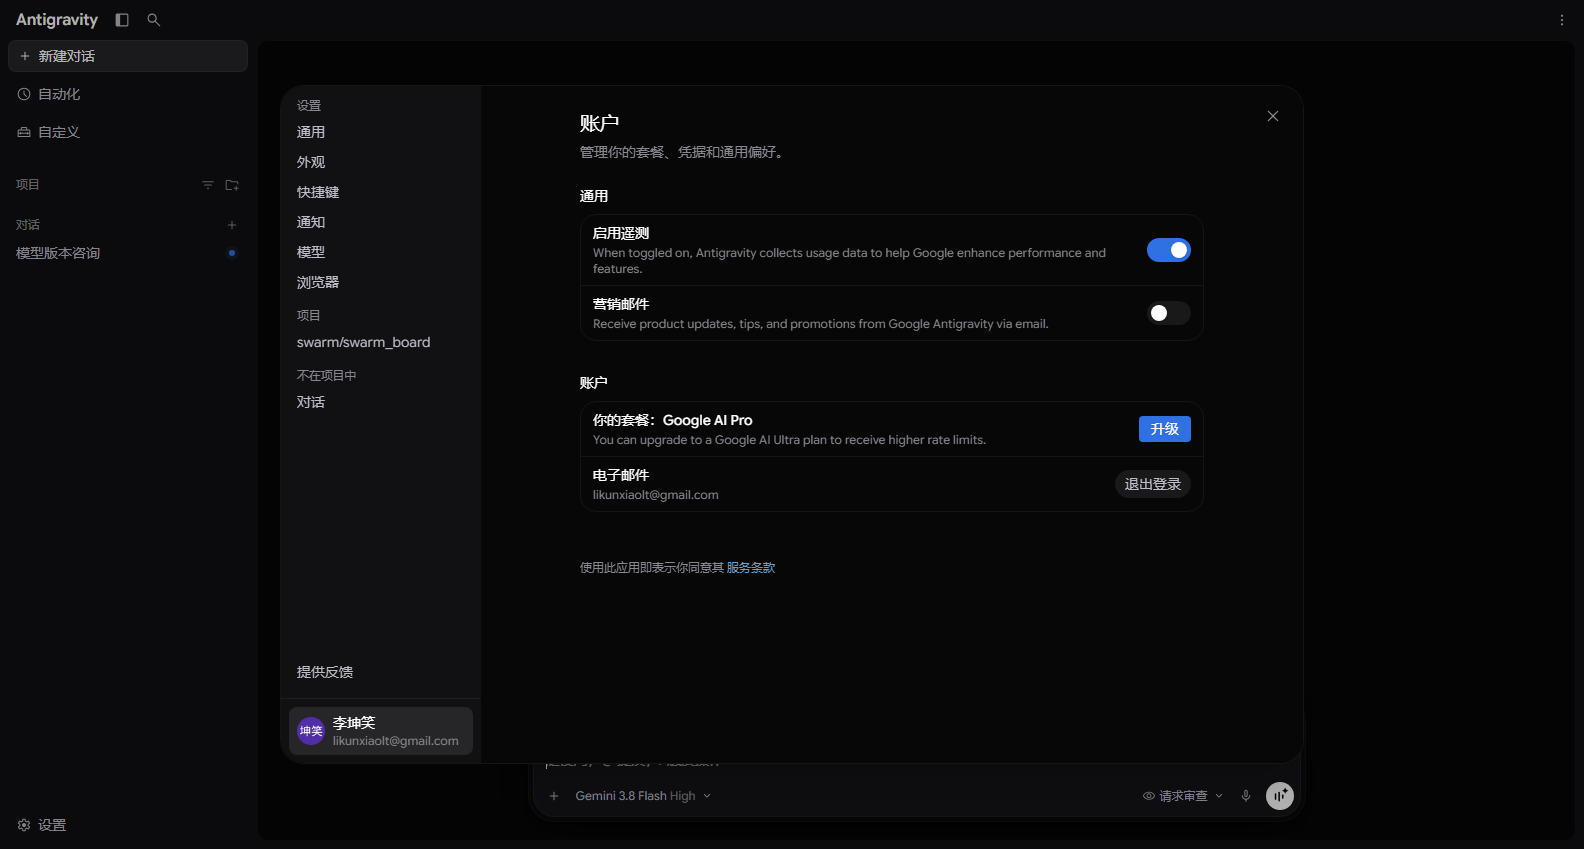 Antigravity
新建对话
自动化
自定义
项目
对话
模型版本咨询
设置
设置
通用
外观
快捷键
通知
模型
浏览器
项目
swarm/swarm_board
不在项目中
对话
提供反馈
坤笑
李坤笑
likunxiaolt@gmail.com
账户
管理你的套餐、凭据和通用偏好。
通用
启用遥测
When toggled on, Antigravity collects usage data to help Google enhance performance and
features.
营销邮件
Receive product updates, tips, and promotions from Google Antigravity via email.
账户
你的套餐：Google AI Pro
You can upgrade to a Google AI Ultra plan to receive higher rate limits.
升级
电子邮件
likunxiaolt@gmail.com
退出登录
使用此应用即表示你同意其 服务条款
Gemini 3.8 Flash High
请求审查